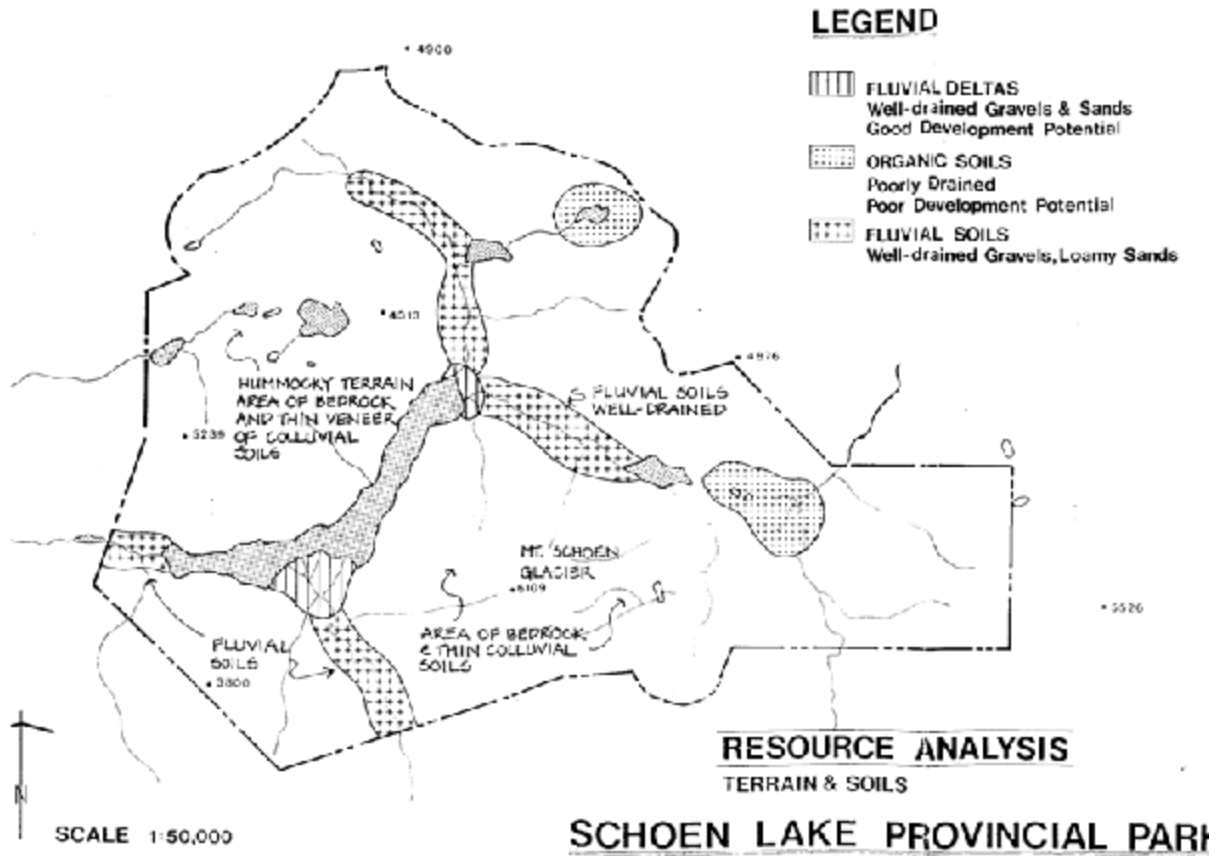 LEGEND
FLUVIAL DELTAS
Well-drained Gravels & Sands
Good Development Potential
ORGANIC SOILS
Poorly Drained
Poor Development Potential
FLUVIAL SOILS
Well-drained Gravels, Loamy Sands
4900
4876
HUMMOCKY TERRAIN
AREA OF BEDROCK
AND THIN VENEER
OF COLLUVIAL
SOILS
5239
FLUVIAL SOILS
WELL-DRAINED
MT. SCHOEN
GLACIER
AREA OF BEDROCK
& THIN COLLUVIAL
SOILS
FLUVIAL
SOILS
3800
5526
N
SCALE 1:50,000
RESOURCE ANALYSIS
TERRAIN & SOILS
SCHOEN LAKE PROVINCIAL PARK